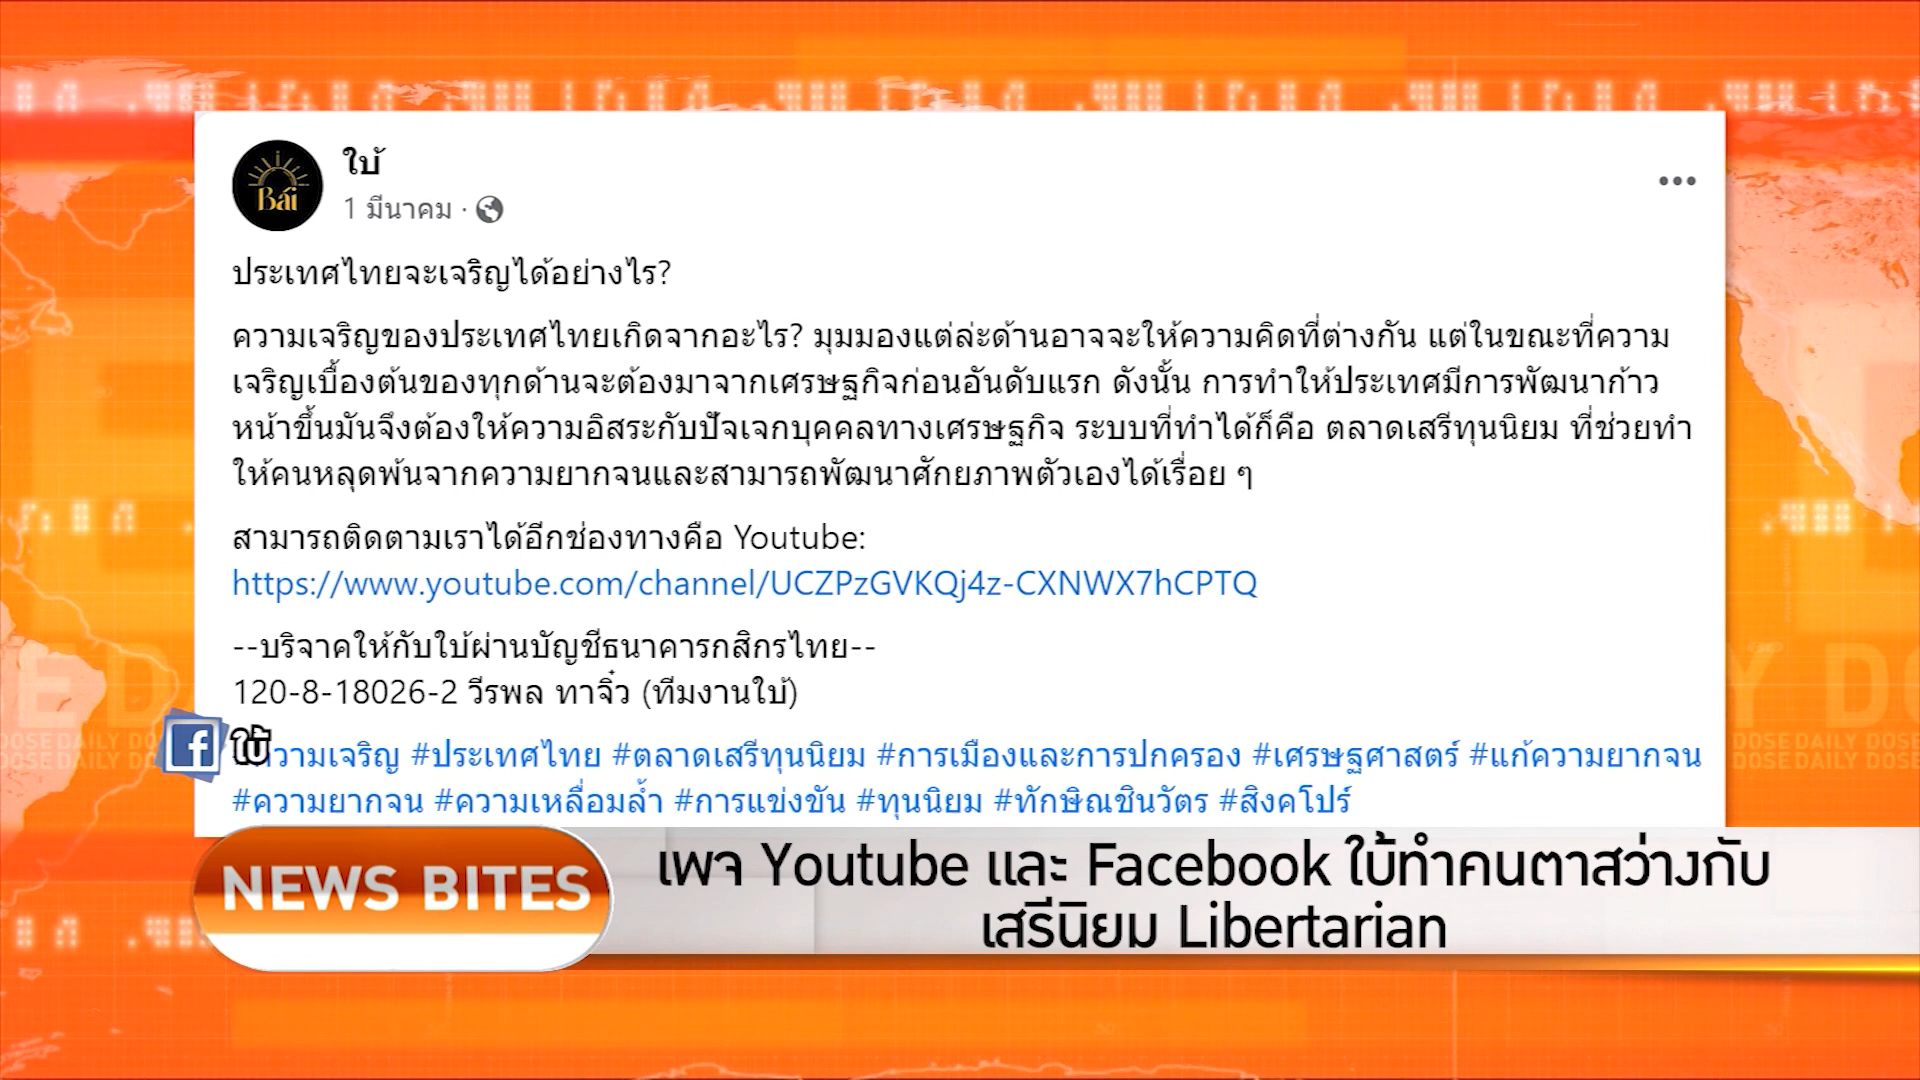 Bái
ใบ้
1 มีนาคม ·
ประเทศไทยจะเจริญได้อย่างไร?
ความเจริญของประเทศไทยเกิดจากอะไร? มุมมองแต่ล่ะด้านอาจจะให้ความคิดที่ต่างกัน แต่ในขณะที่ความ
เจริญเบื้องต้นของทุกด้านจะต้องมาจากเศรษฐกิจก่อนอันดับแรก ดังนั้น การทำให้ประเทศมีการพัฒนาก้าว
หน้าขึ้นมันจึงต้องให้ความอิสระกับปัจเจกบุคคลทางเศรษฐกิจ ระบบที่ทำได้ก็คือ ตลาดเสรีทุนนิยม ที่ช่วยทำ
ให้คนหลุดพ้นจากความยากจนและสามารถพัฒนาศักยภาพตัวเองได้เรื่อย ๆ
สามารถติดตามเราได้อีกช่องทางคือ Youtube:
https://www.youtube.com/channel/UCZPzGVKQj4z-CXNWX7hCPTQ
--บริจาคให้กับใบ้ผ่านบัญชีธนาคารกสิกรไทย--
120-8-18026-2 วีรพล ทาจิ๋ว (ทีมงานใบ้)
ใบ้
#ความเจริญ #ประเทศไทย #ตลาดเสรีทุนนิยม #การเมืองและการปกครอง #เศรษฐศาสตร์ #แก้ความยากจน
#ความยากจน #ความเหลื่อมล้ำ #การแข่งขัน #ทุนนิยม #ทักษิณชินวัตร #สิงคโปร์
NEWS BITES
เพจ Youtube และ Facebook ใบ้ทำคนตาสว่างกับ
เสรีนิยม Libertarian